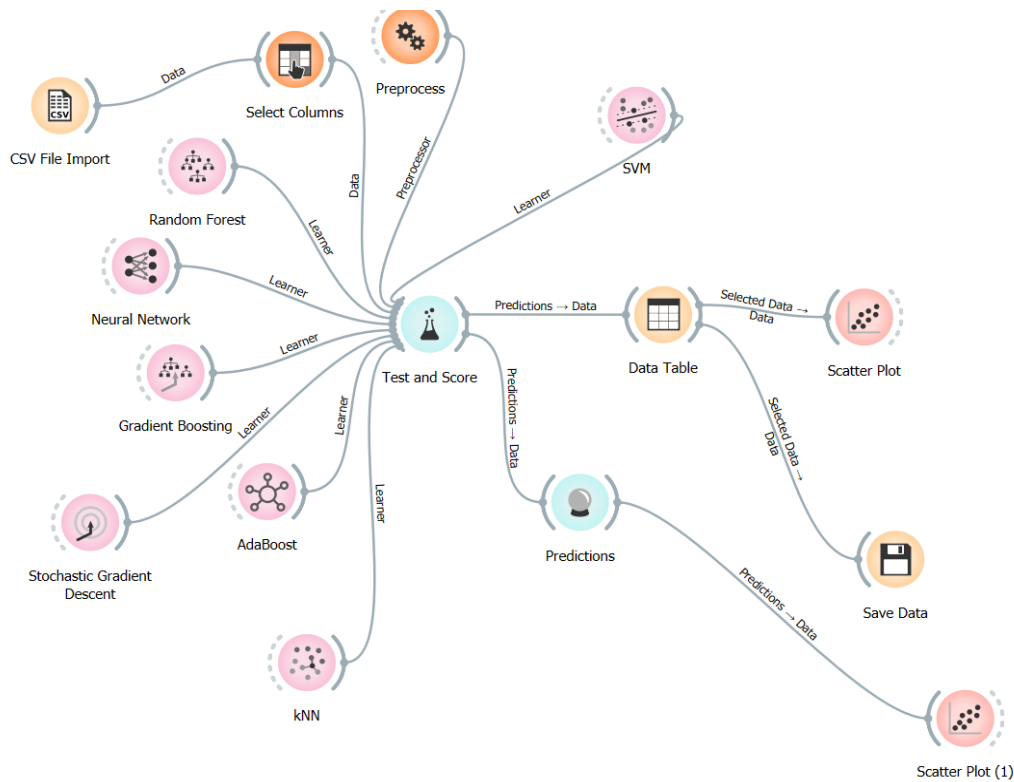 Preprocess
Data
Select Columns
CSV
CSV File Import
SVM
Preprocessor
Data
Learner
Random Forest
Learner
Learner
Neural Network
Predictions → Data
Selected Data →
Data
Learner
Test and Score
Data Table
Scatter Plot
Gradient Boosting
Learner
Learner
Predictions → Data
Selected Data →
Data
Learner
AdaBoost
Predictions
Stochastic Gradient
Descent
Predictions → Data
Save Data
kNN
Scatter Plot (1)